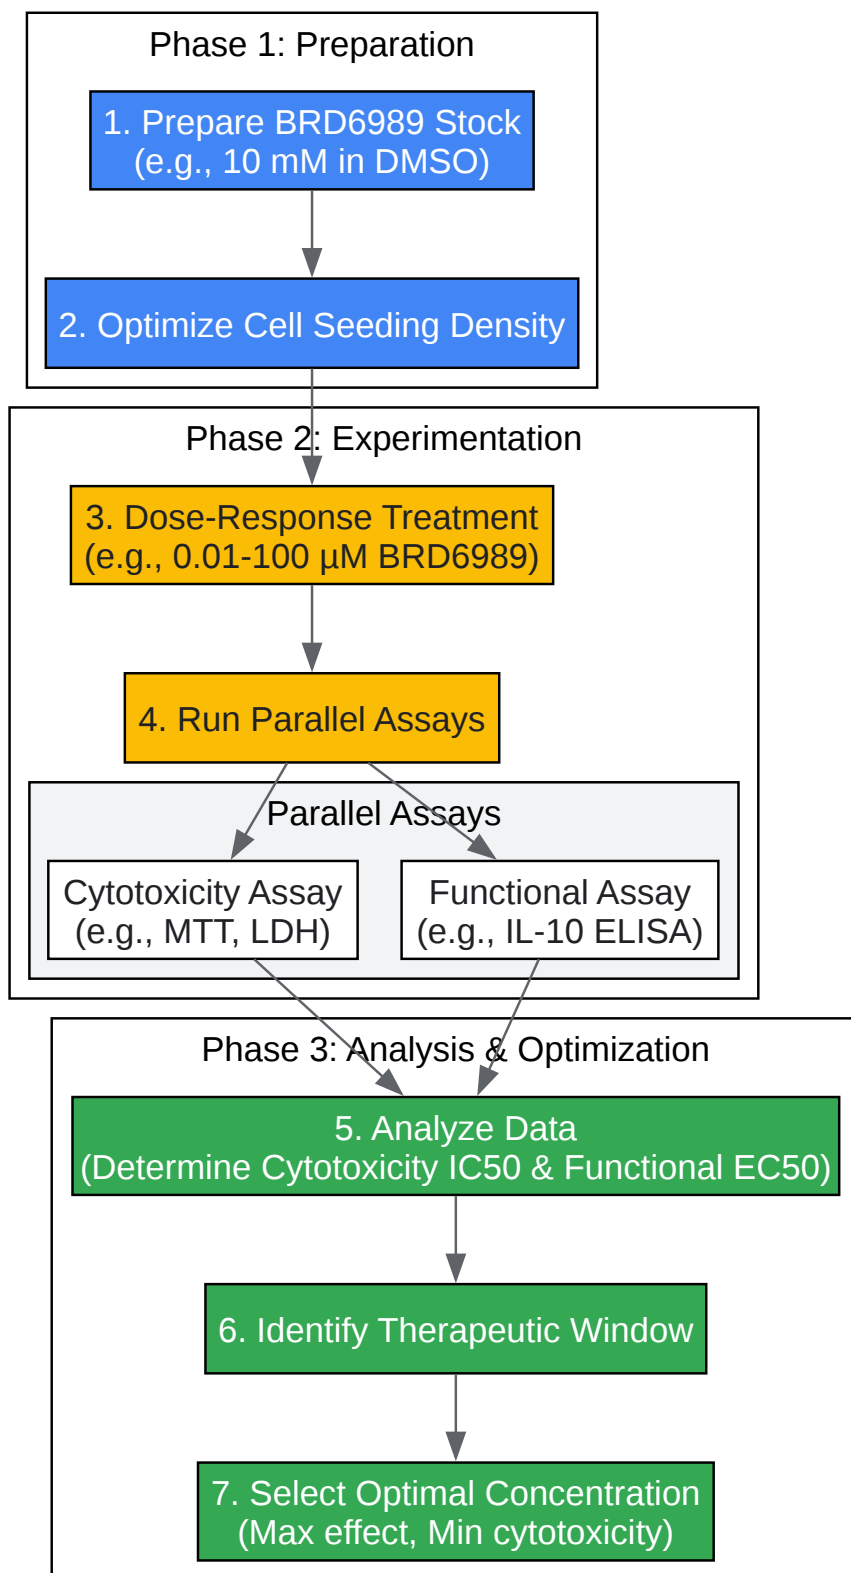 Phase 1: Preparation
1. Prepare BRD6989 Stock
(e.g., 10 mM in DMSO)
2. Optimize Cell Seeding Density
Phase 2: Experimentation
3. Dose-Response Treatment
(e.g., 0.01-100 µM BRD6989)
4. Run Parallel Assays
Parallel Assays
Cytotoxicity Assay
(e.g., MTT, LDH)
Functional Assay
(e.g., IL-10 ELISA)
Phase 3: Analysis & Optimization
5. Analyze Data
(Determine Cytotoxicity IC50 & Functional EC50)
6. Identify Therapeutic Window
7. Select Optimal Concentration
(Max effect, Min cytotoxicity)